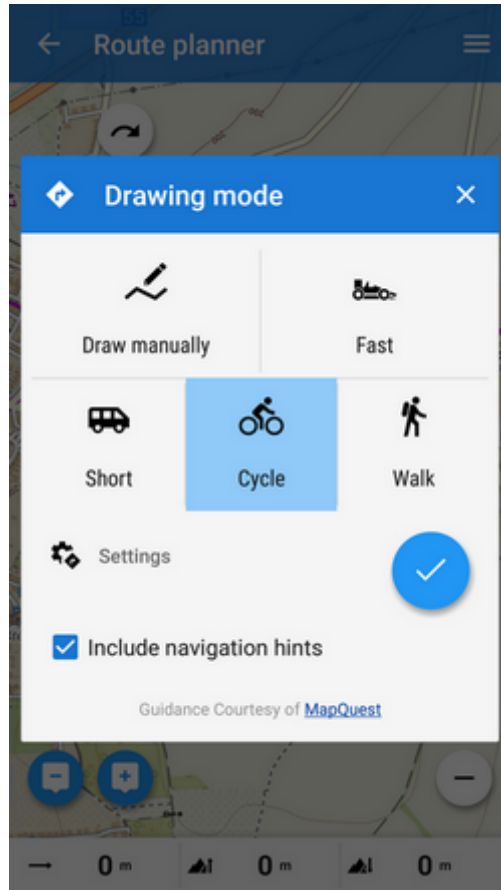 55
Route planner
Drawing mode
Draw manually
Fast
Short
Cycle
Walk
Settings
Include navigation hints
Guidance Courtesy of MapQuest
0 m
0 m
0 m